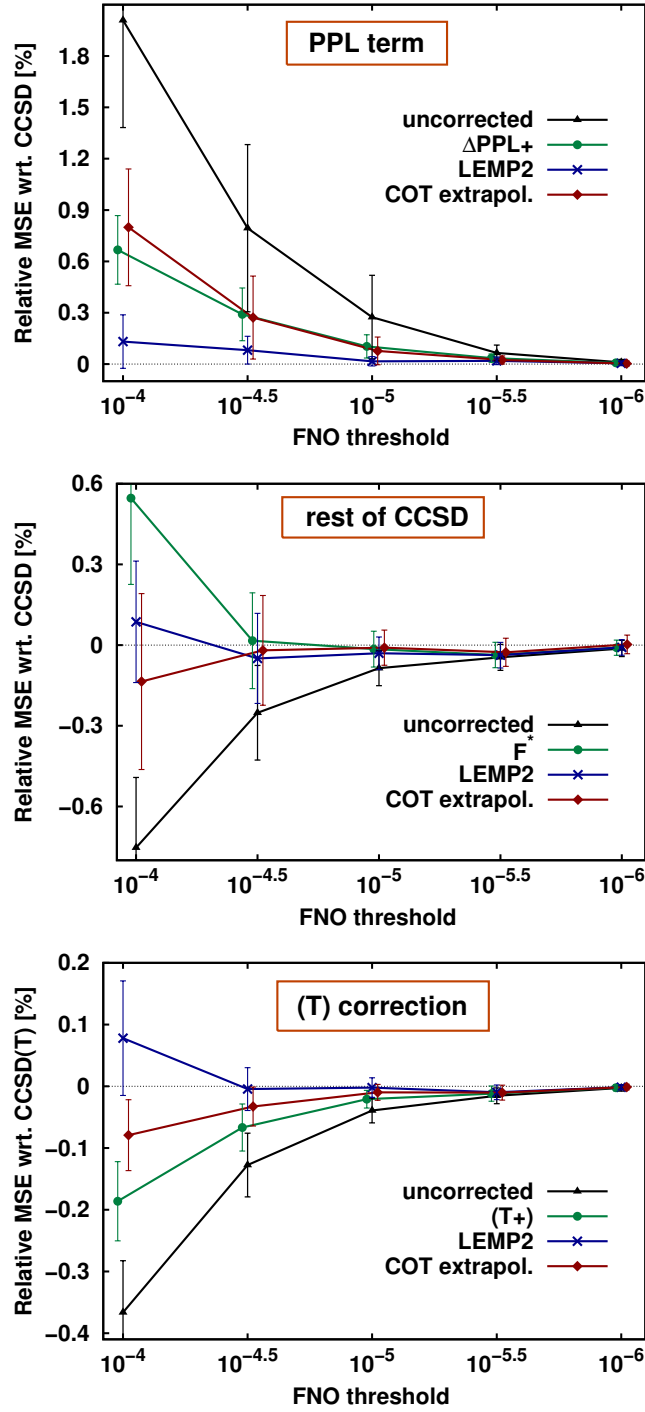 PPL term
Relative MSE wrt. CCSD [%]
1.8
1.5
1.2
0.9
0.6
0.3
0
uncorrected
ΔPPL+
LEMP2
COT extrapol.
10⁻⁴
10⁻⁴·⁵
10⁻⁵
10⁻⁵·⁵
10⁻⁶
FNO threshold
rest of CCSD
Relative MSE wrt. CCSD [%]
0.6
0.3
0
-0.3
-0.6
uncorrected
F*
LEMP2
COT extrapol.
10⁻⁴
10⁻⁴·⁵
10⁻⁵
10⁻⁵·⁵
10⁻⁶
FNO threshold
(T) correction
Relative MSE wrt. CCSD(T) [%]
0.2
0.1
0
-0.1
-0.2
-0.3
-0.4
uncorrected
(T+)
LEMP2
COT extrapol.
10⁻⁴
10⁻⁴·⁵
10⁻⁵
10⁻⁵·⁵
10⁻⁶
FNO threshold